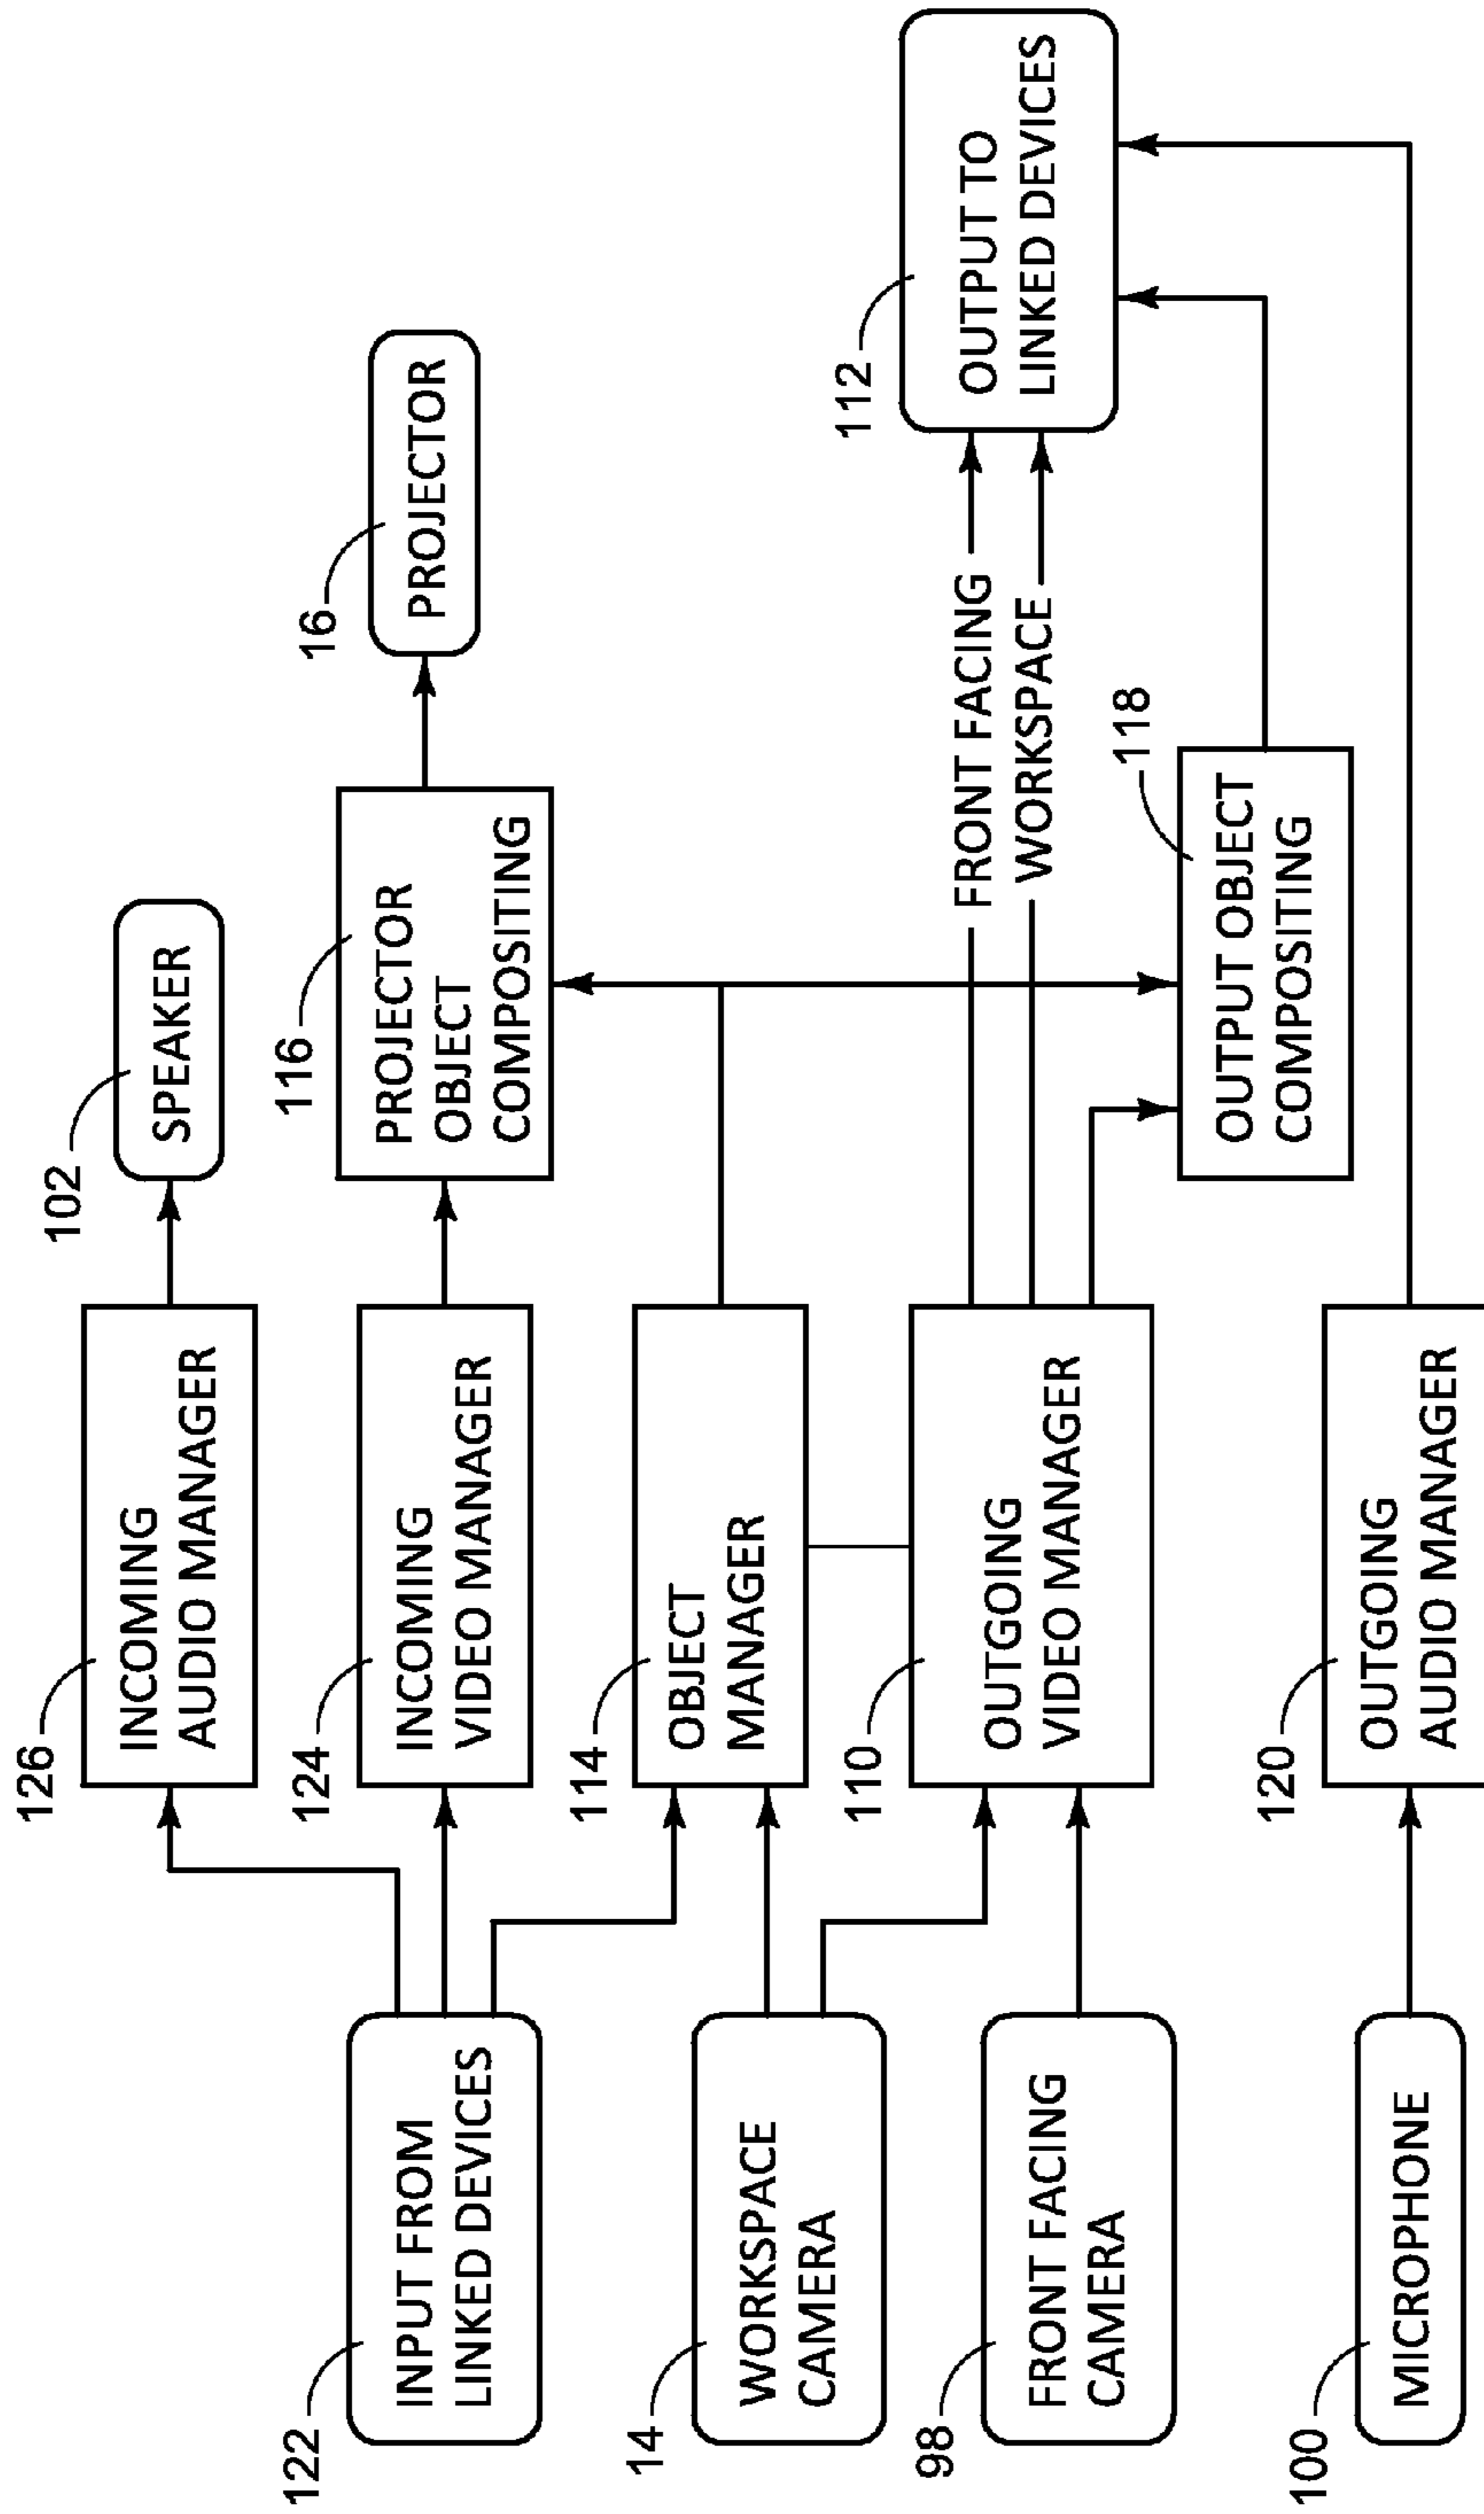 126
INCOMING
AUDIO MANAGER
102
SPEAKER
122
INPUT FROM
LINKED DEVICES
124
INCOMING
VIDEO MANAGER
116
PROJECTOR
OBJECT
COMPOSITING
16
PROJECTOR
14
WORKSPACE
CAMERA
114
OBJECT
MANAGER
98
FRONT FACING
CAMERA
110
OUTGOING
VIDEO MANAGER
FRONT FACING
WORKSPACE
112
OUTPUT TO
LINKED DEVICES
118
OUTPUT OBJECT
COMPOSITING
100
MICROPHONE
120
OUTGOING
AUDIO MANAGER